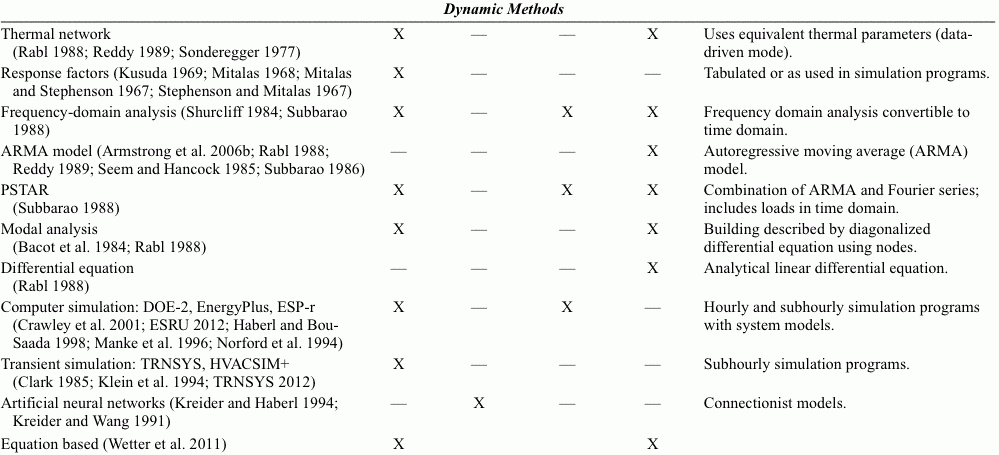 Dynamic Methods
Thermal network X — — X Uses equivalent thermal parameters (data-
(Rabl 1988; Reddy 1989; Sonderegger 1977) driven mode).
Response factors (Kusuda 1969; Mitalas 1968; Mitalas X — — — Tabulated or as used in simulation programs.
and Stephenson 1967; Stephenson and Mitalas 1967)
Frequency-domain analysis (Shurcliff 1984; Subbarao X — X X Frequency domain analysis convertible to
1988) time domain.
ARMA model (Armstrong et al. 2006b; Rabl 1988; — — — X Autoregressive moving average (ARMA)
Reddy 1989; Seem and Hancock 1985; Subbarao 1986) model.
PSTAR X — X X Combination of ARMA and Fourier series;
(Subbarao 1988) includes loads in time domain.
Modal analysis X — — X Building described by diagonalized
(Bacot et al. 1984; Rabl 1988) differential equation using nodes.
Differential equation — — — X Analytical linear differential equation.
(Rabl 1988)
Computer simulation: DOE-2, EnergyPlus, ESP-r X — X — Hourly and subhourly simulation programs
(Crawley et al. 2001; ESRU 2012; Haberl and Bou- with system models.
Saada 1998; Manke et al. 1996; Norford et al. 1994)
Transient simulation: TRNSYS, HVACSIM+ X — — — Subhourly simulation programs.
(Clark 1985; Klein et al. 1994; TRNSYS 2012)
Artificial neural networks (Kreider and Haberl 1994; — X — — Connectionist models.
Kreider and Wang 1991)
Equation based (Wetter et al. 2011) X X